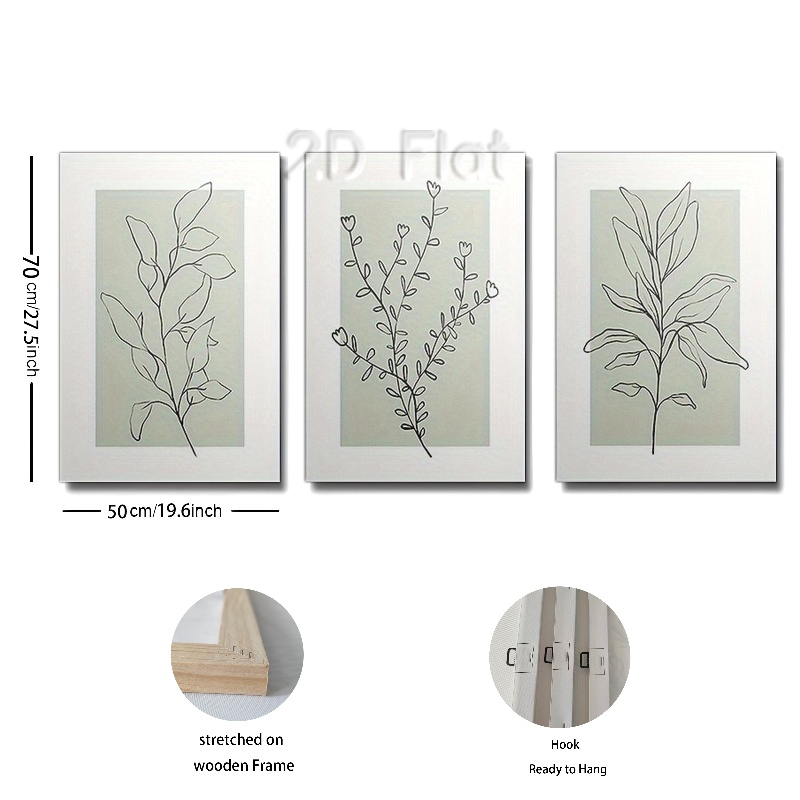 2D Flat
70 cm/27.5inch
50cm/19.6inch
stretched on
wooden Frame
Hook
Ready to Hang